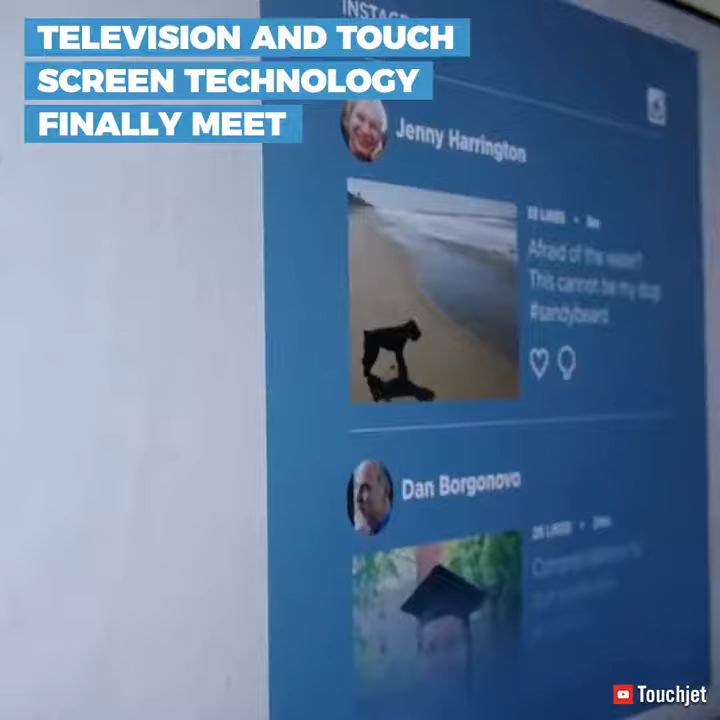 TELEVISION AND TOUCH
SCREEN TECHNOLOGY
FINALLY MEET
Jenny Harrington
Afraid of the water?
This cannot be my dog
#sandybeard
Dan Borgonovo
Touchjet